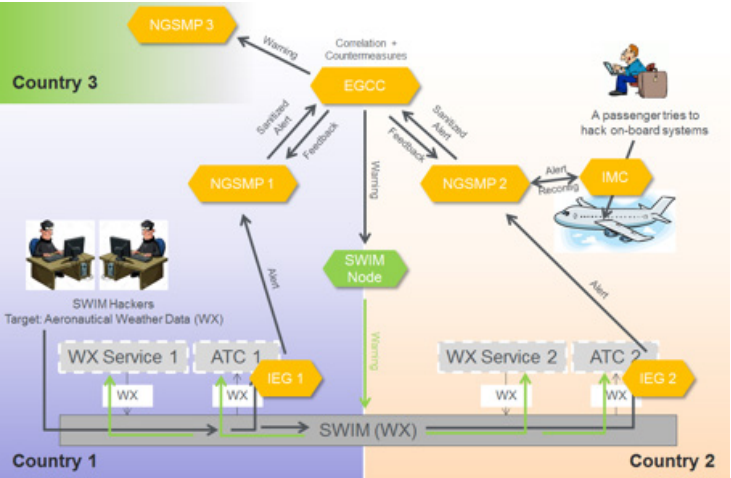 NGSMP 3
Warning
Correlation +
Countermeasures
EGCC
Country 3
Sanitized
Alert
Feedback
Sanitized
Alert
Feedback
A passenger tries to
hack on-board systems
Warning
NGSMP 1
NGSMP 2
Alert
Reconfig
IMC
SWIM
Node
Alert
Alert
SWIM Hackers
Target: Aeronautical Weather Data (WX)
Warning
WX Service 1
ATC 1
WX Service 2
ATC 2
IEG 1
IEG 2
WX
WX
WX
WX
SWIM (WX)
Country 1
Country 2